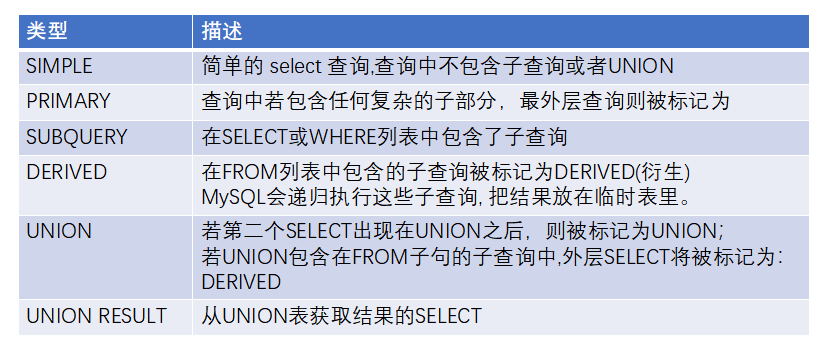 类型 描述
SIMPLE 简单的 select 查询,查询中不包含子查询或者UNION
PRIMARY 查询中若包含任何复杂的子部分，最外层查询则被标记为
SUBQUERY 在SELECT或WHERE列表中包含了子查询
DERIVED 在FROM列表中包含的子查询被标记为DERIVED(衍生)
MySQL会递归执行这些子查询, 把结果放在临时表里。
UNION 若第二个SELECT出现在UNION之后，则被标记为UNION；
若UNION包含在FROM子句的子查询中,外层SELECT将被标记为：
DERIVED
UNION RESULT 从UNION表获取结果的SELECT